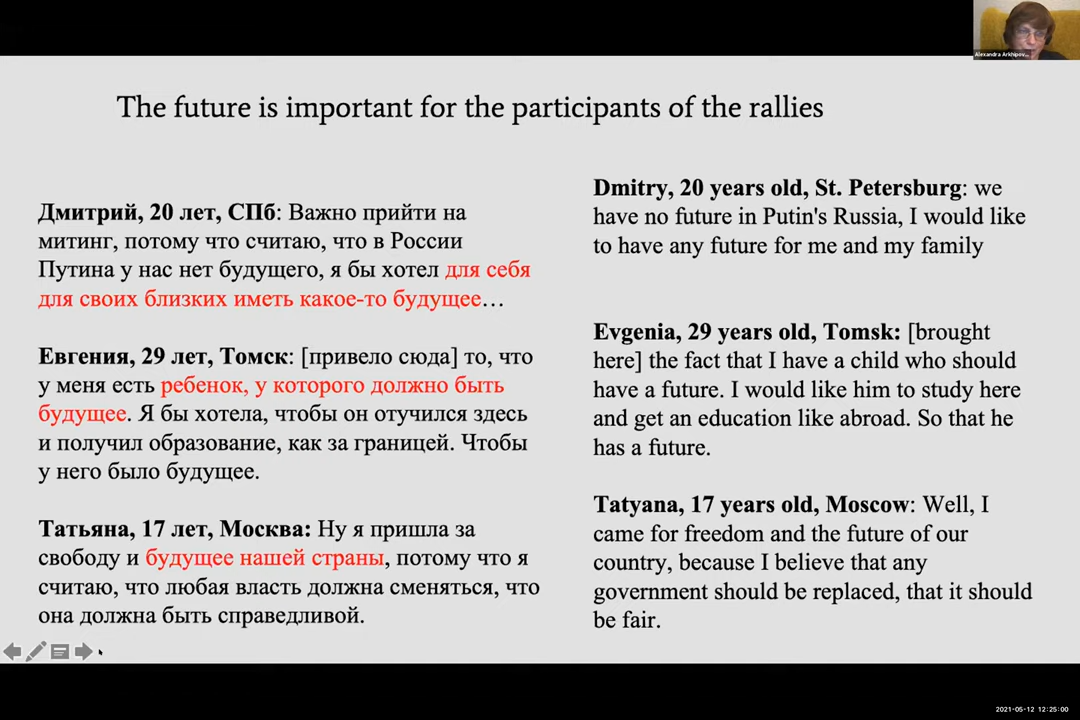 Alexandra Arkhipov...
The future is important for the participants of the rallies
Дмитрий, 20 лет, СПб: Важно прийти на
митинг, потому что считаю, что в России
Путина у нас нет будущего, я бы хотел для себя
для своих близких иметь какое-то будущее…
Евгения, 29 лет, Томск: [привело сюда] то, что
у меня есть ребенок, у которого должно быть
будущее. Я бы хотела, чтобы он отучился здесь
и получил образование, как за границей. Чтобы
у него было будущее.
Татьяна, 17 лет, Москва: Ну я пришла за
свободу и будущее нашей страны, потому что я
считаю, что любая власть должна сменяться, что
она должна быть справедливой.
Dmitry, 20 years old, St. Petersburg: we
have no future in Putin's Russia, I would like
to have any future for me and my family
Evgenia, 29 years old, Tomsk: [brought
here] the fact that I have a child who should
have a future. I would like him to study here
and get an education like abroad. So that he
has a future.
Tatyana, 17 years old, Moscow: Well, I
came for freedom and the future of our
country, because I believe that any
government should be replaced, that it should
be fair.
2021-05-12 12:25:00